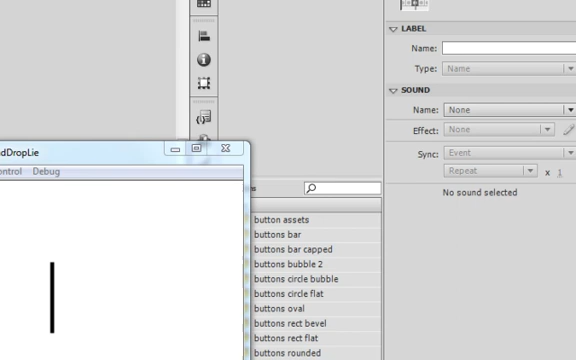 LABEL
Name:
Type: Name
SOUND
Name: None
Effect: None
Sync: Event
Repeat x 1
No sound selected
Debug
button assets
buttons bar
buttons bar capped
buttons bubble 2
buttons circle bubble
buttons circle flat
buttons oval
buttons rect bevel
buttons rect flat
buttons rounded